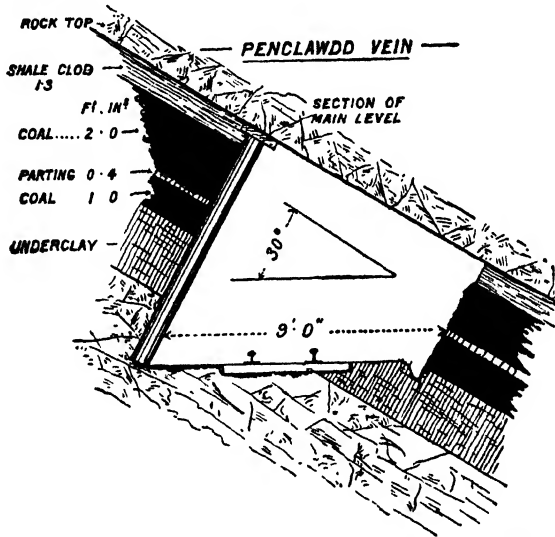 ROCK TOP
PENCLAWDD VEIN
SHALE CLOD
1·3
SECTION OF
MAIN LEVEL
Ft. INs
COAL..... 2·0
PARTING 0·4
COAL 1 0
UNDERCLAY
30°
9'·0"